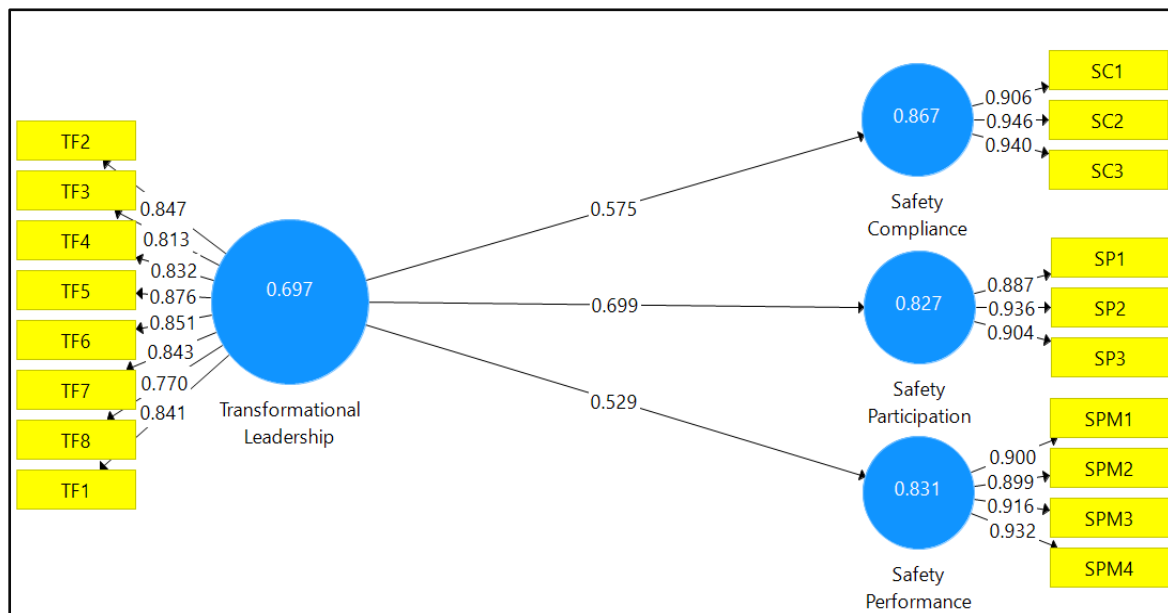 TF2
TF3
TF4
TF5
TF6
TF7
TF8
TF1
0.847
0.813
0.832
0.876
0.851
0.843
0.770
0.841
0.697
Transformational
Leadership
0.575
0.699
0.529
0.867
Safety
Compliance
0.906
0.946
0.940
SC1
SC2
SC3
0.827
Safety
Participation
0.887
0.936
0.904
SP1
SP2
SP3
0.831
Safety
Performance
0.900
0.899
0.916
0.932
SPM1
SPM2
SPM3
SPM4